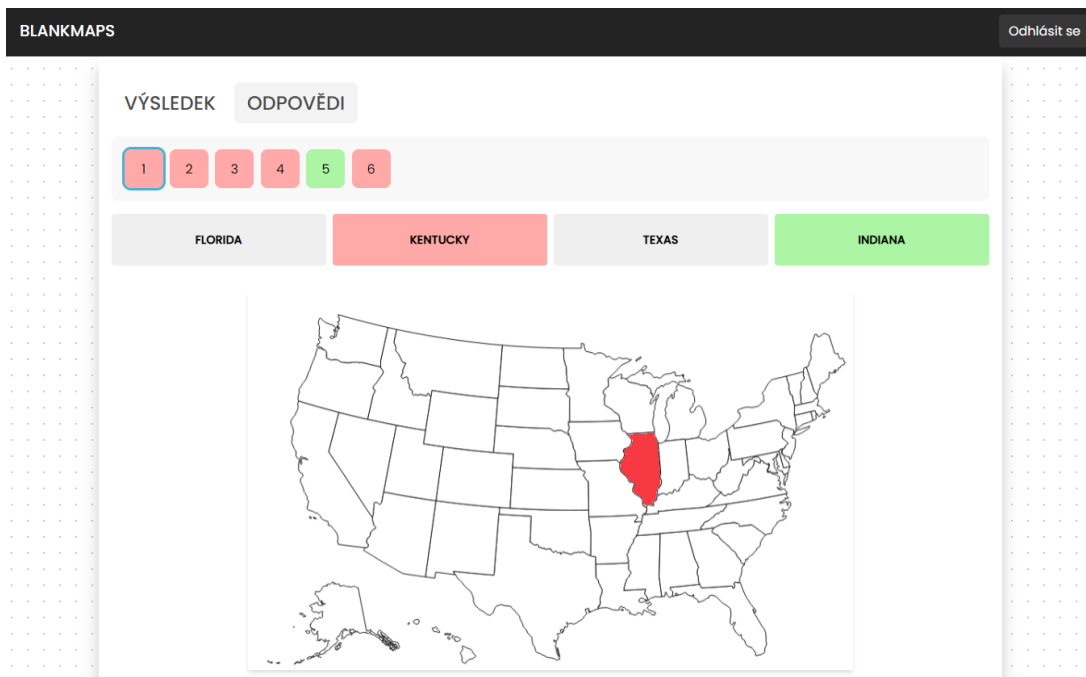 BLANKMAPS Odhlásit se
VÝSLEDEK ODPOVĚDI
1 2 3 4 5 6
FLORIDA KENTUCKY TEXAS INDIANA